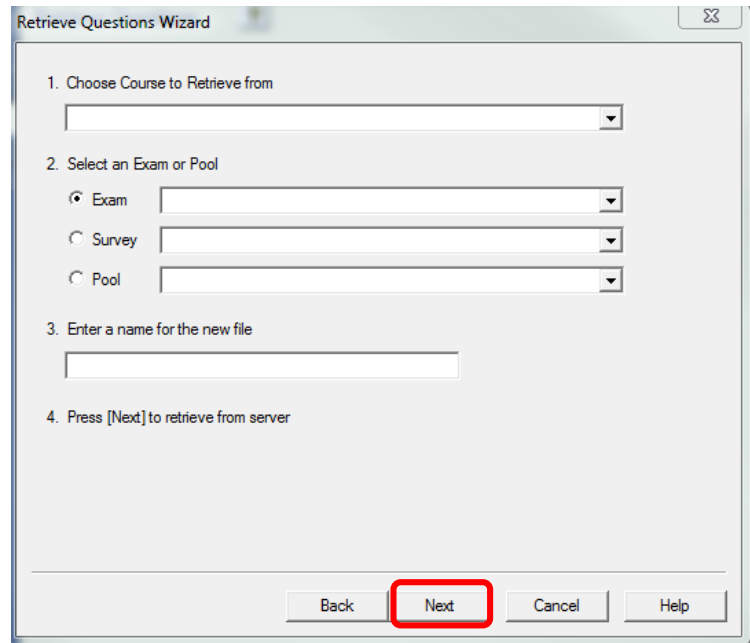 Retrieve Questions Wizard
1. Choose Course to Retrieve from
2. Select an Exam or Pool
Exam
Survey
Pool
3. Enter a name for the new file
4. Press [Next] to retrieve from server
Back Next Cancel Help